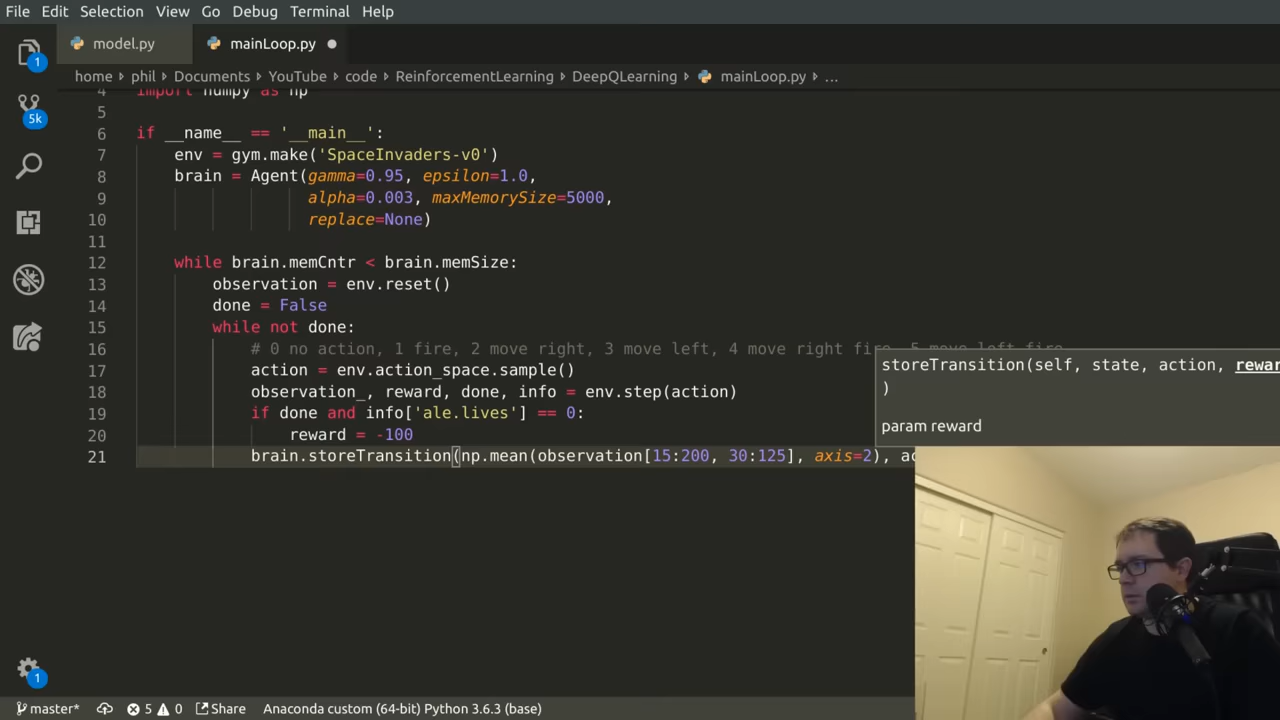 File Edit Selection View Go Debug Terminal Help
model.py mainLoop.py
home › phil › Documents › YouTube › code › ReinforcementLearning › DeepQLearning › mainLoop.py › ...
4 import numpy as np
5
6 if __name__ == '__main__':
7 env = gym.make('SpaceInvaders-v0')
8 brain = Agent(gamma=0.95, epsilon=1.0,
9 alpha=0.003, maxMemorySize=5000,
10 replace=None)
11
12 while brain.memCntr < brain.memSize:
13 observation = env.reset()
14 done = False
15 while not done:
16 # 0 no action, 1 fire, 2 move right, 3 move left, 4 move right fire, 5 move left fire
17 action = env.action_space.sample()
18 observation_, reward, done, info = env.step(action)
19 if done and info['ale.lives'] == 0:
20 reward = -100
21 brain.storeTransition(np.mean(observation[15:200, 30:125], axis=2), ac
storeTransition(self, state, action, rewar
)
param reward
1
5k
1
master* 5 0 Share Anaconda custom (64-bit) Python 3.6.3 (base)